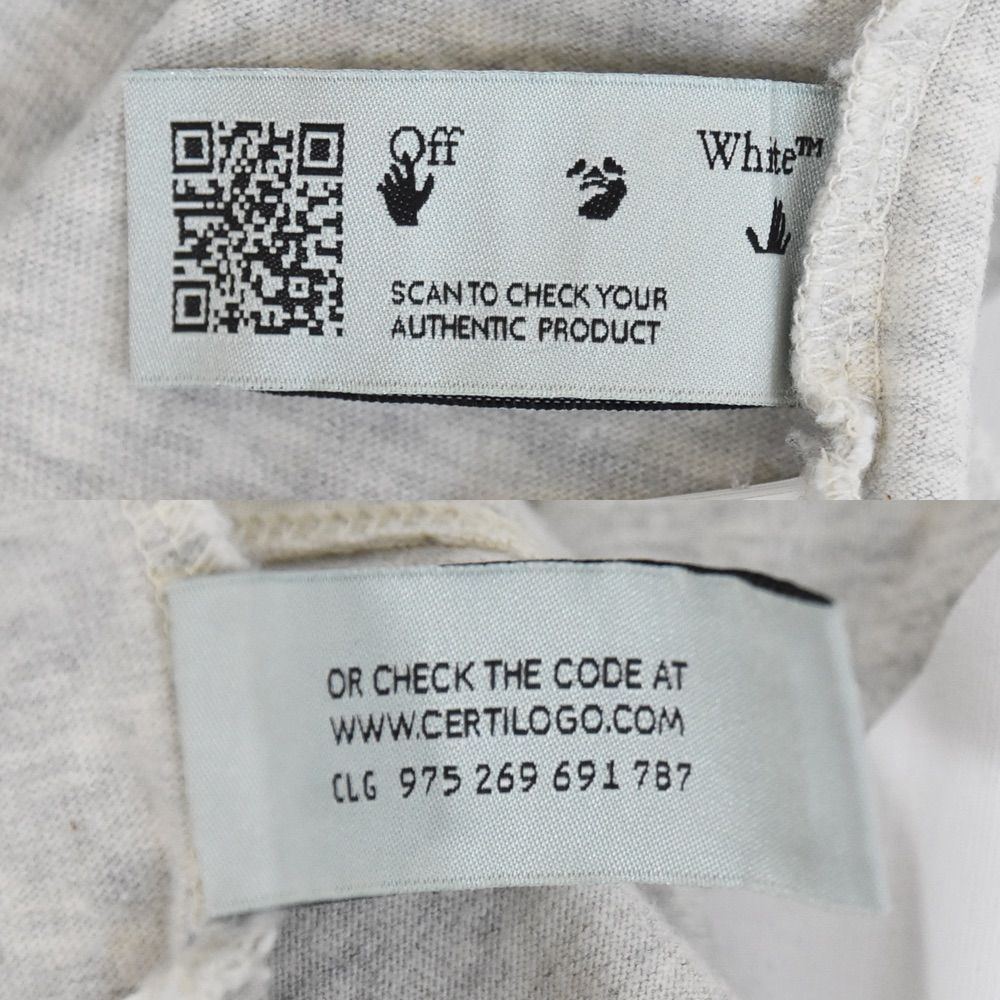 Off White™
SCAN TO CHECK YOUR
AUTHENTIC PRODUCT
OR CHECK THE CODE AT
WWW.CERTILOGO.COM
CLG 975 269 691 787